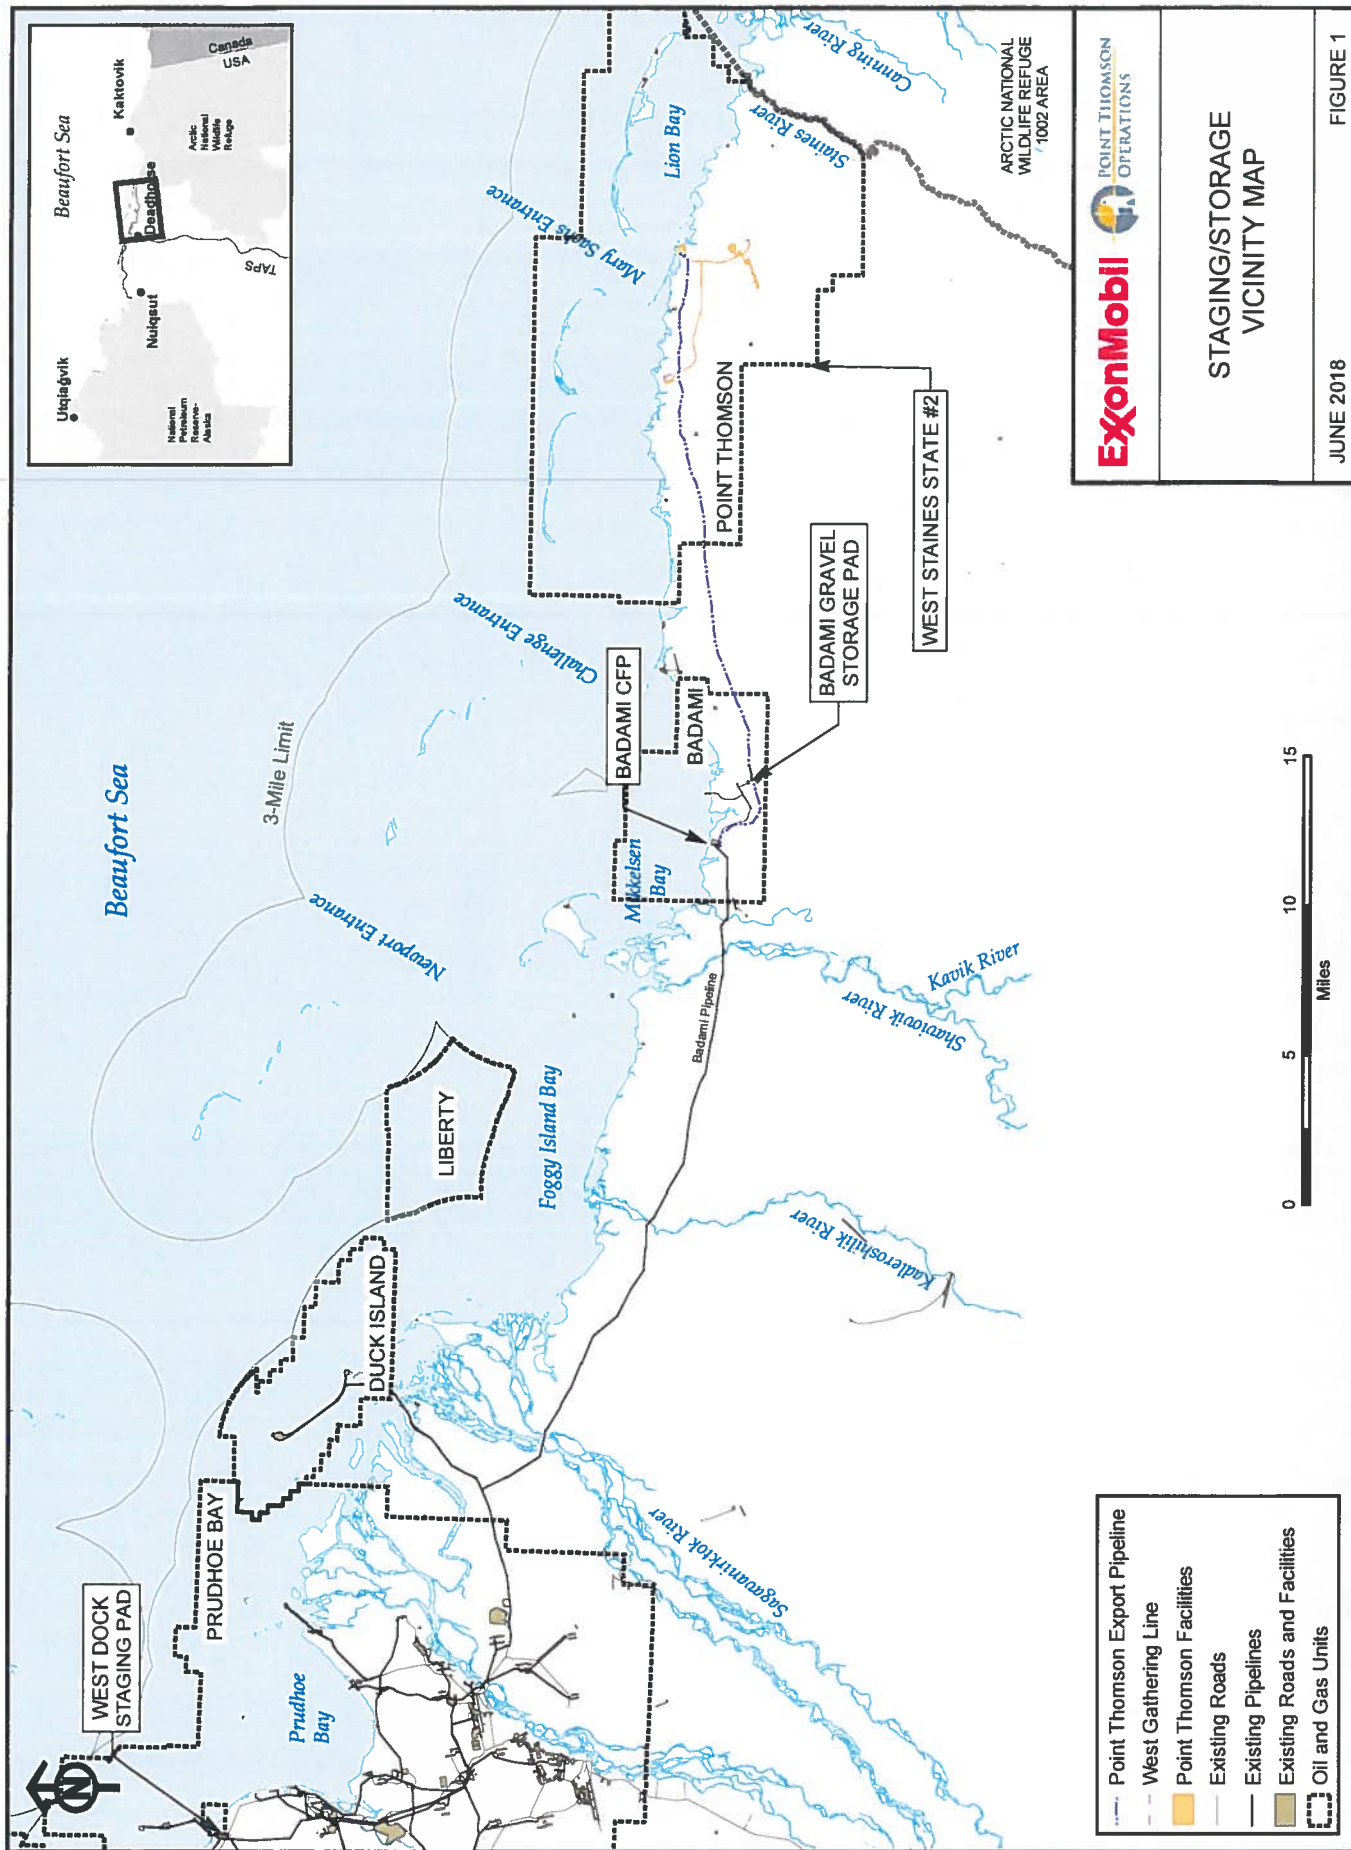 Beaufort Sea
Utqiaġvik
Nuiqsut
Deadhorse
Kaktovik
TAPS
National
Petroleum
Reserve-
Alaska
Arctic
National
Wildlife
Refuge
Canada
USA
N
WEST DOCK
STAGING PAD
PRUDHOE BAY
Prudhoe
Bay
DUCK ISLAND
LIBERTY
Foggy Island Bay
Beaufort Sea
3-Mile Limit
Newport Entrance
Challenge Entrance
Mary Sachs Entrance
Lion Bay
Mikkelsen
Bay
BADAMI CFP
BADAMI
BADAMI GRAVEL
STORAGE PAD
POINT THOMSON
WEST STAINES STATE #2
Badami Pipeline
Sagavanirktok River
Kadleroshilik River
Shaviovik River
Kavik River
Staines River
Canning River
ARCTIC NATIONAL
WILDLIFE REFUGE
1002 AREA
Point Thomson Export Pipeline
West Gathering Line
Point Thomson Facilities
Existing Roads
Existing Pipelines
Existing Roads and Facilities
Oil and Gas Units
0 5 10 15
Miles
ExxonMobil
POINT THOMSON
OPERATIONS
STAGING/STORAGE
VICINITY MAP
JUNE 2018
FIGURE 1